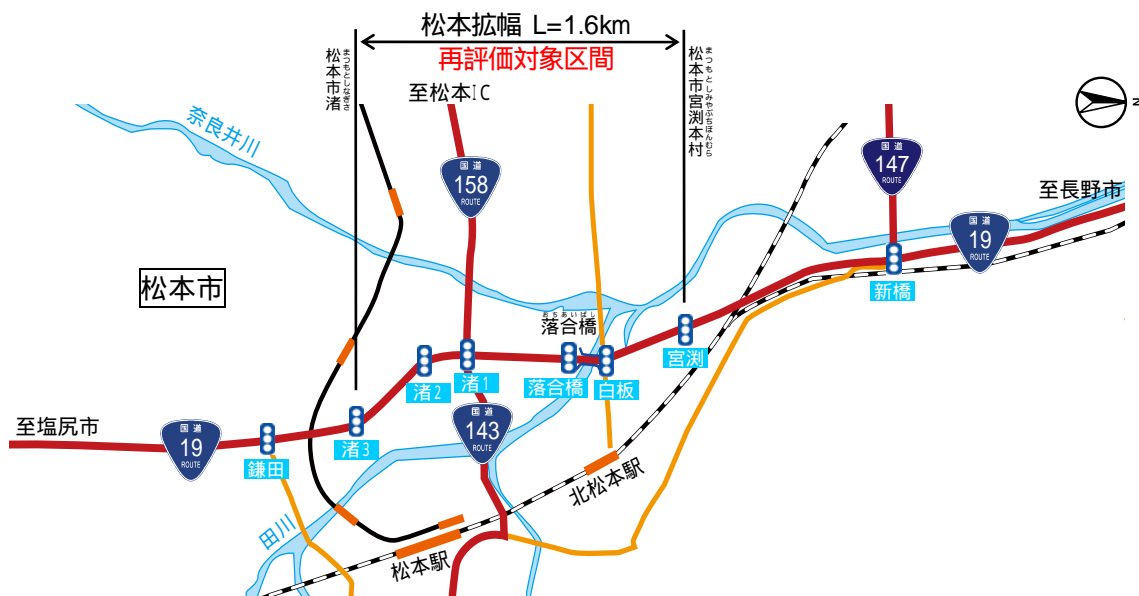 松本拡幅 L=1.6km
再評価対象区間
松本市渚
まつもとしなぎさ
松本市宮渕本村
まつもとしみやぶちほんむら
至松本IC
N
奈良井川
国道
158
ROUTE
国道
147
ROUTE
至長野市
国道
19
ROUTE
新橋
松本市
おちあいばし
落合橋
宮渕
渚2
渚1
落合橋
白板
至塩尻市
国道
19
ROUTE
鎌田
渚3
国道
143
ROUTE
北松本駅
田川
松本駅